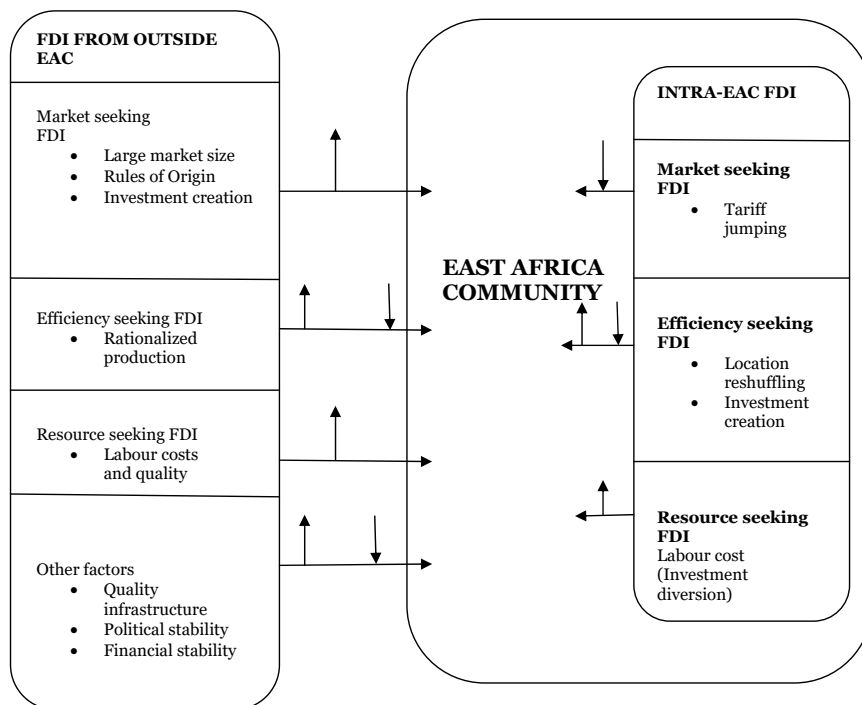 FDI FROM OUTSIDE
EAC
Market seeking
FDI
• Large market size
• Rules of Origin
• Investment creation
Efficiency seeking FDI
• Rationalized
production
Resource seeking FDI
• Labour costs
and quality
Other factors
• Quality
infrastructure
• Political stability
• Financial stability
EAST AFRICA
COMMUNITY
INTRA-EAC FDI
Market seeking
FDI
• Tariff
jumping
Efficiency seeking
FDI
• Location
reshuffling
• Investment
creation
Resource seeking
FDI
Labour cost
(Investment
diversion)